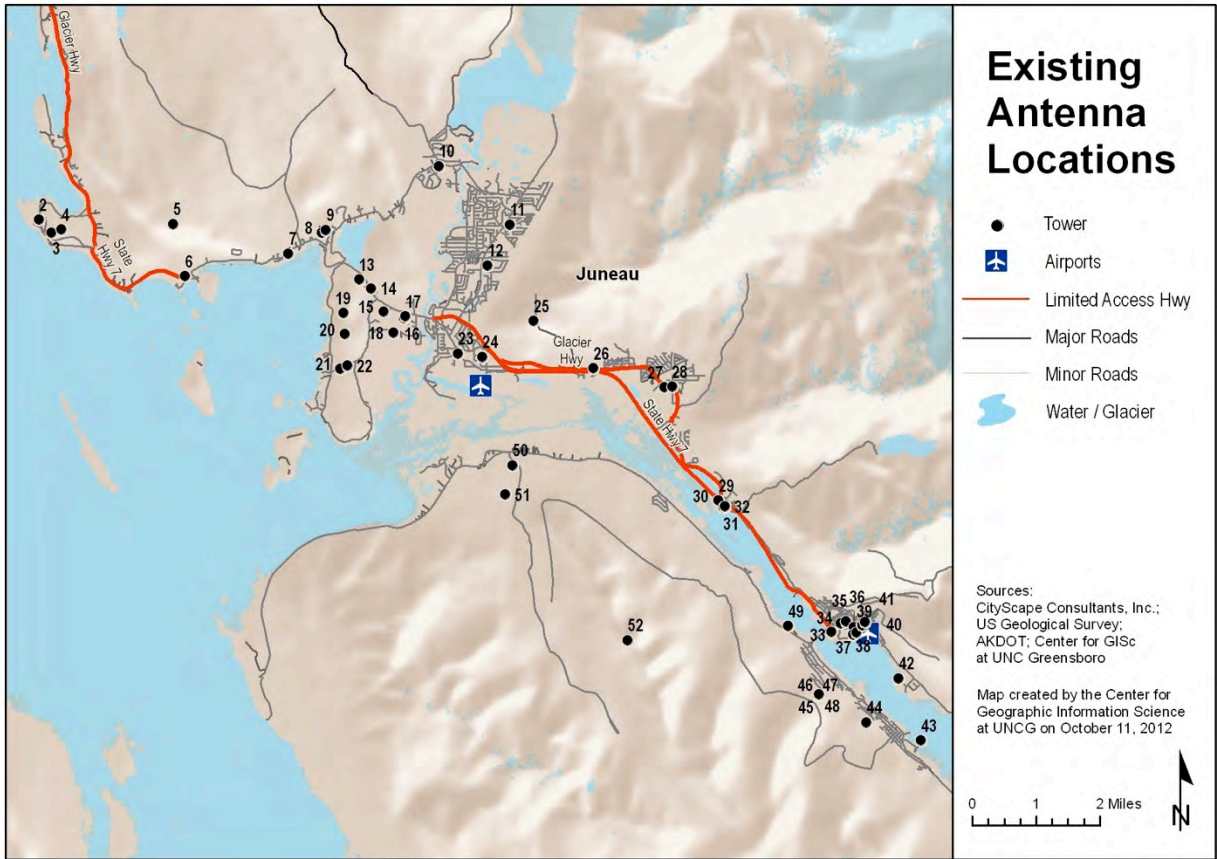 Existing
Antenna
Locations
Tower
Airports
Limited Access Hwy
Major Roads
Minor Roads
Water / Glacier
Sources:
CityScape Consultants, Inc.;
US Geological Survey;
AKDOT; Center for GISc
at UNC Greensboro
Map created by the Center for
Geographic Information Science
at UNCG on October 11, 2012
0 1 2 Miles
N
Glacier Hwy
10
2
4
3
5
State
Hwy 7
6
7
8
9
11
12
Juneau
13
14
15
17
16
18
19
20
21
22
23
24
25
Glacier
Hwy
26
27
28
State Hwy 7
29
30
32
31
50
51
52
49
35
36
41
34
39
40
33
37
38
42
46
47
45
48
44
43